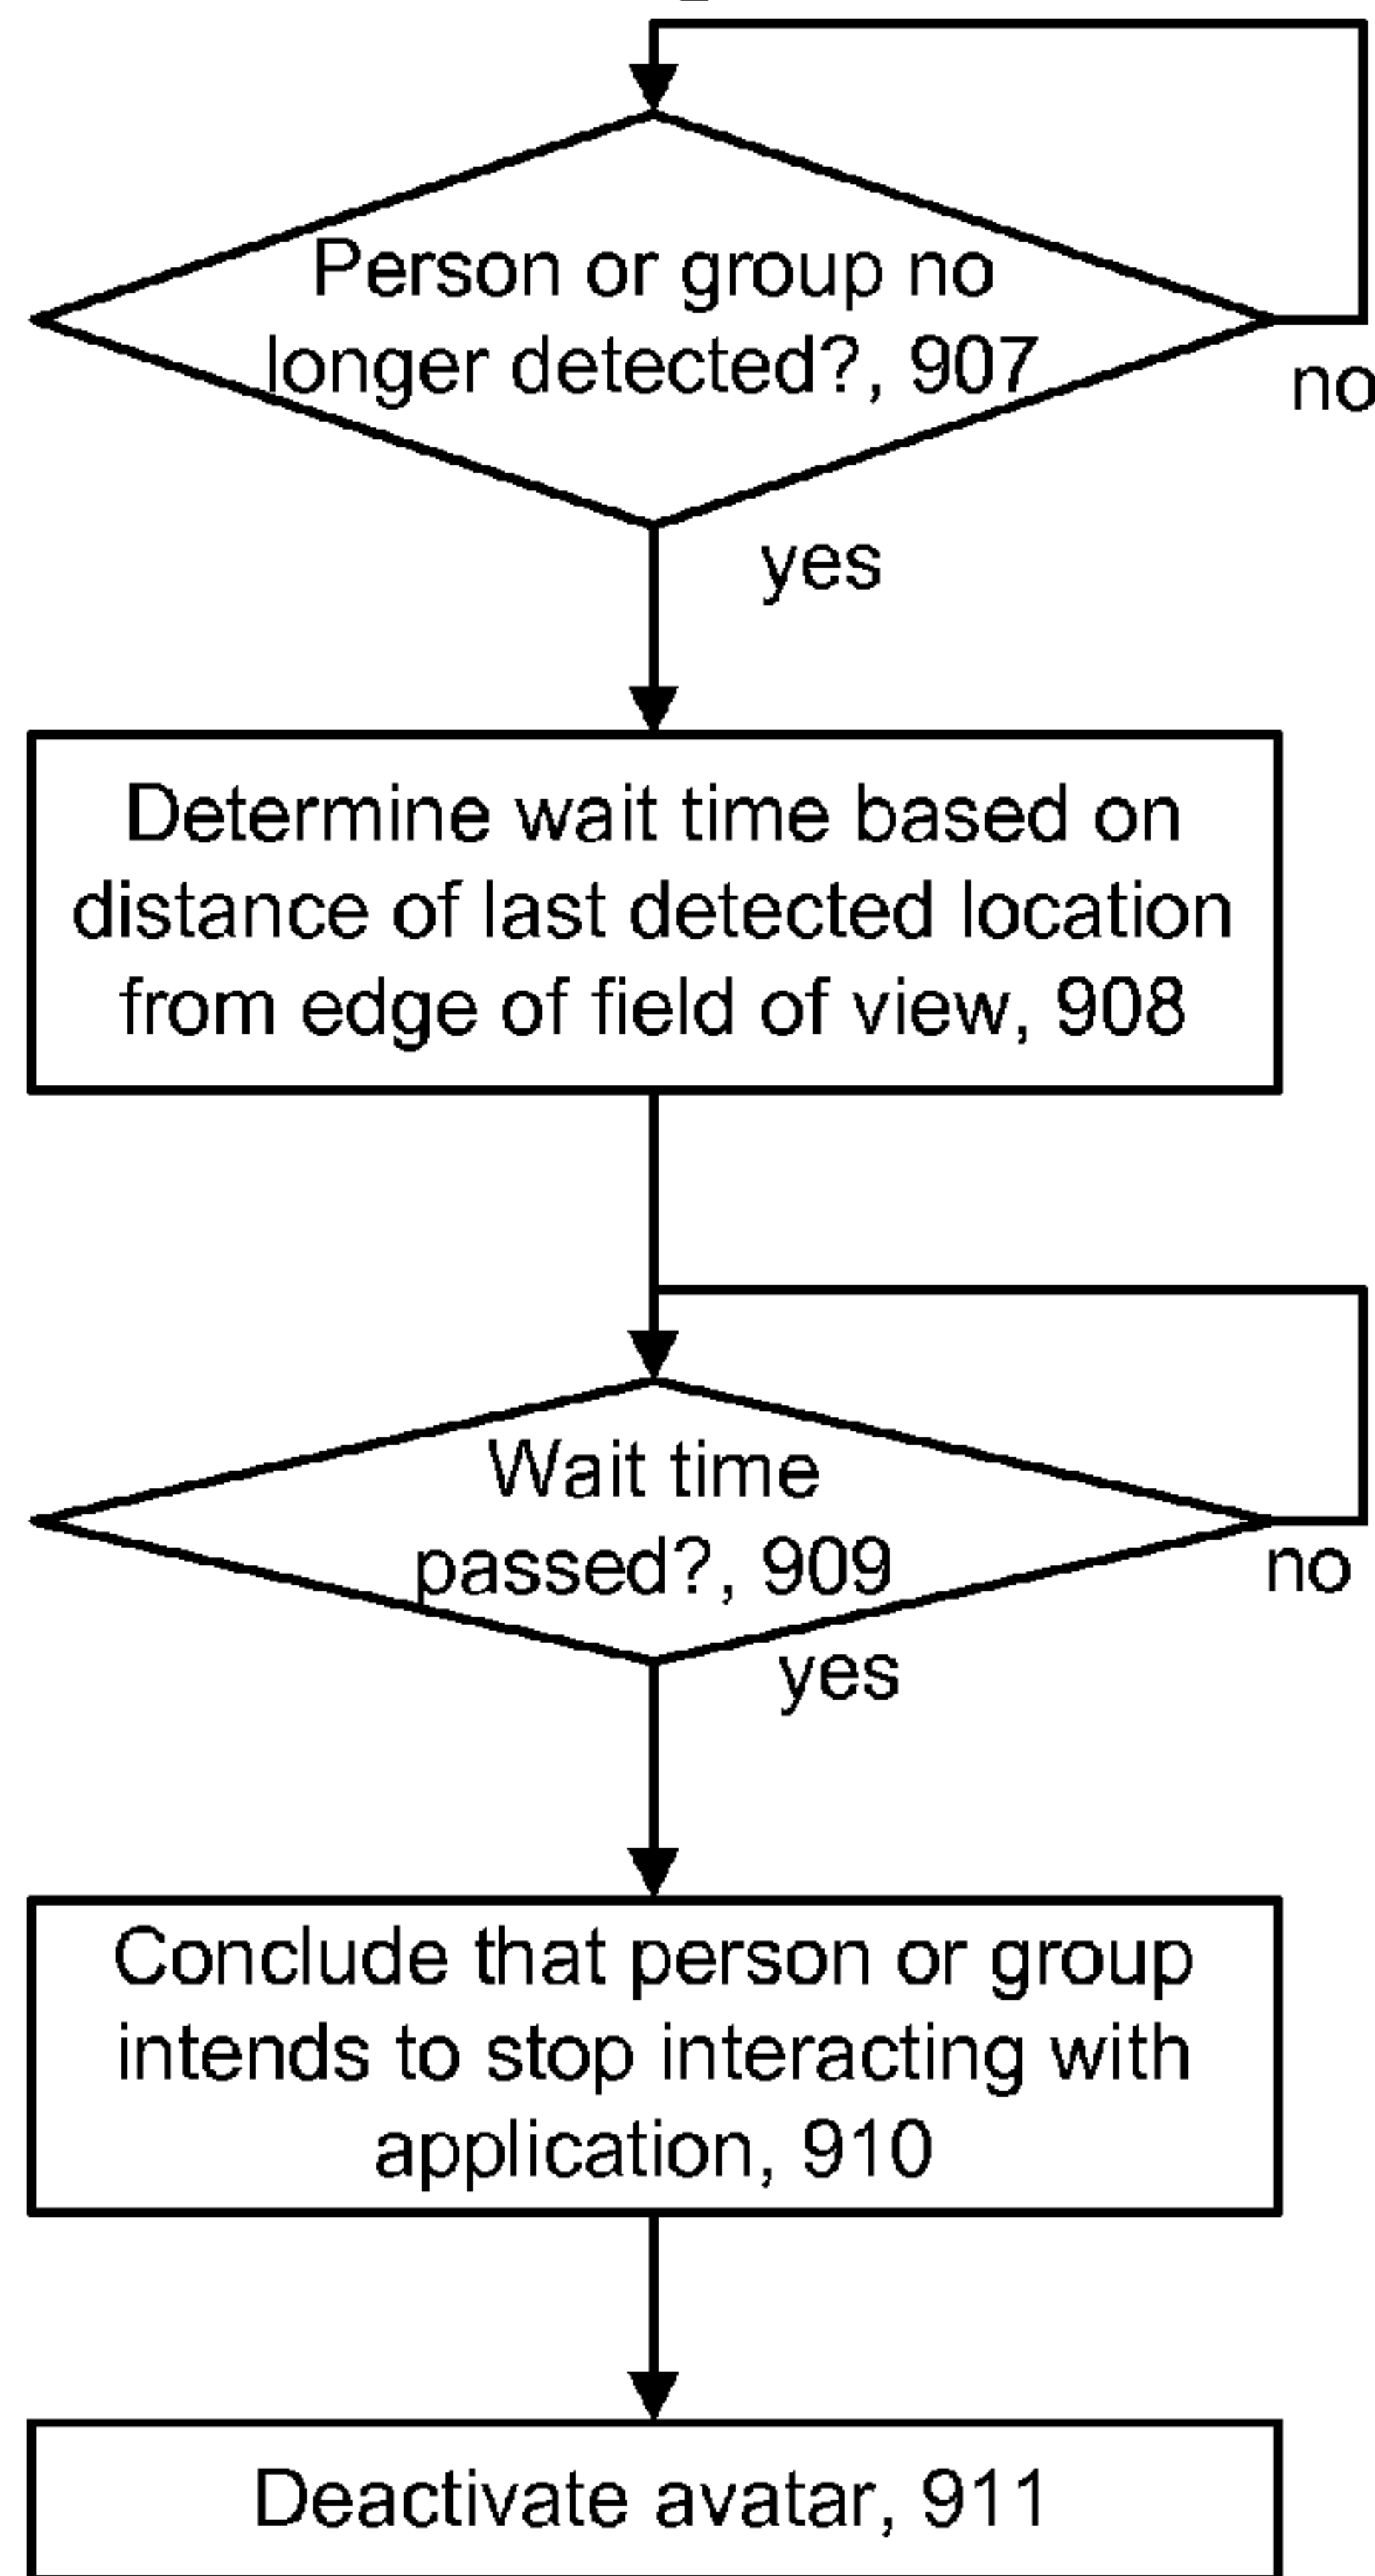 Person or group no
longer detected?, 907
no
yes
Determine wait time based on
distance of last detected location
from edge of field of view, 908
Wait time
passed?, 909
no
yes
Conclude that person or group
intends to stop interacting with
application, 910
Deactivate avatar, 911